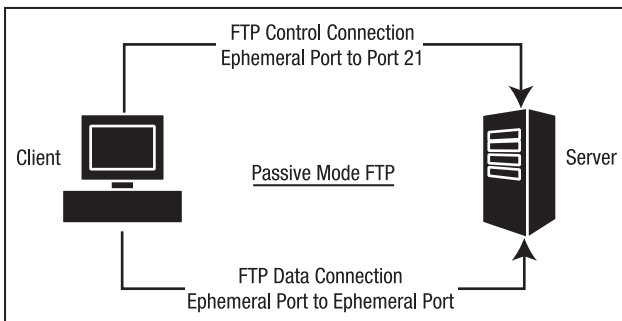 FTP Control Connection
Ephemeral Port to Port 21
Client
Passive Mode FTP
Server
FTP Data Connection
Ephemeral Port to Ephemeral Port